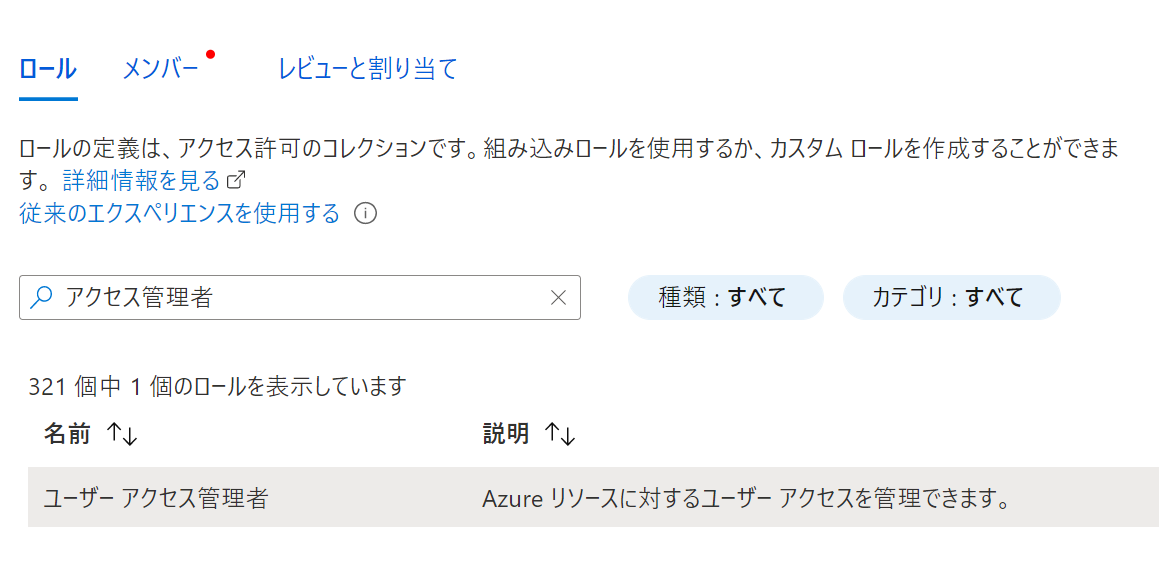 ロール メンバー レビューと割り当て
ロールの定義は、アクセス許可のコレクションです。組み込みロールを使用するか、カスタム ロールを作成することができま
す。 詳細情報を見る
従来のエクスペリエンスを使用する
アクセス管理者 種類 : すべて カテゴリ : すべて
321 個中 1 個のロールを表示しています
名前 ↑↓ 説明 ↑↓
ユーザー アクセス管理者 Azure リソースに対するユーザー アクセスを管理できます。